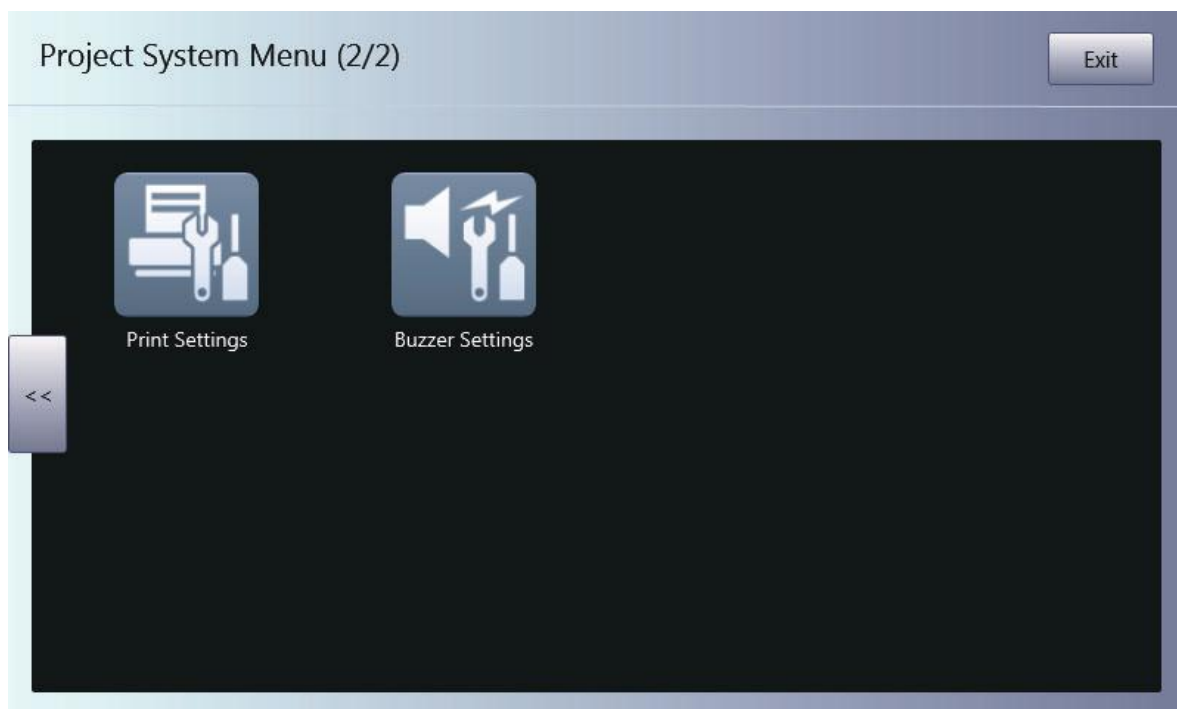 Project System Menu (2/2)
Exit
Print Settings
Buzzer Settings
<<